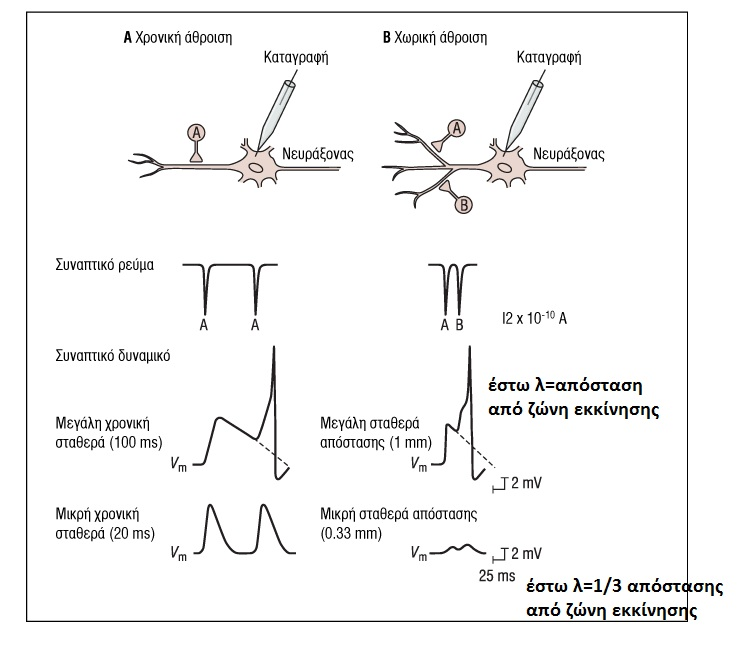 Α Χρονική άθροιση
Καταγραφή
Α
Νευράξονας
Β Χωρική άθροιση
Καταγραφή
Α
Νευράξονας
Β
Συναπτικό ρεύμα
Α Α
Α Β
I2 x 10⁻¹⁰ A
Συναπτικό δυναμικό
Μεγάλη χρονική
σταθερά (100 ms)
Vm
Μεγάλη σταθερά
απόστασης (1 mm)
Vm
2 mV
έστω λ=απόσταση
από ζώνη εκκίνησης
Μικρή χρονική
σταθερά (20 ms)
Vm
Μικρή σταθερά απόστασης
(0.33 mm)
Vm
2 mV
25 ms
έστω λ=1/3 απόστασης
από ζώνη εκκίνησης